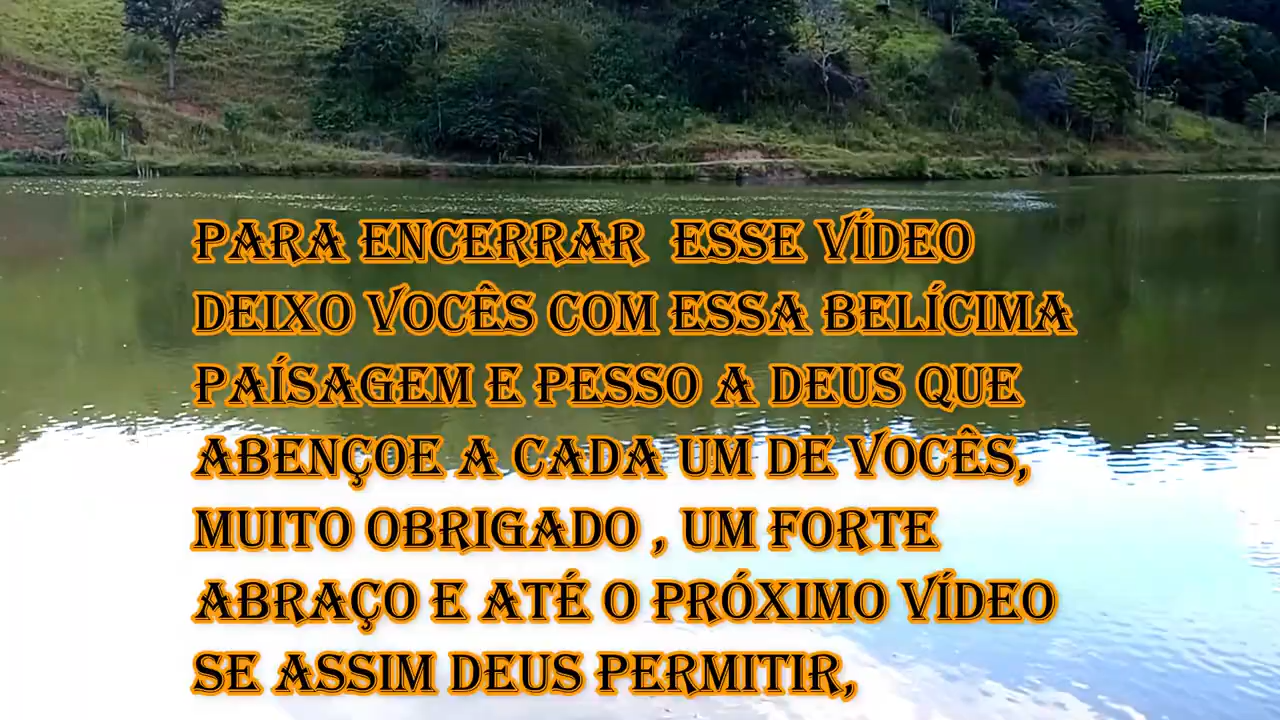 PARA ENCERRAR ESSE VÍDEO
DEIXO VOCÊS COM ESSA BELÍCIMA
PAÍSAGEM E PESSO A DEUS QUE
ABENÇOE A CADA UM DE VOCÊS,
MUITO OBRIGADO , UM FORTE
ABRAÇO E ATÉ O PRÓXIMO VÍDEO
SE ASSIM DEUS PERMITIR,